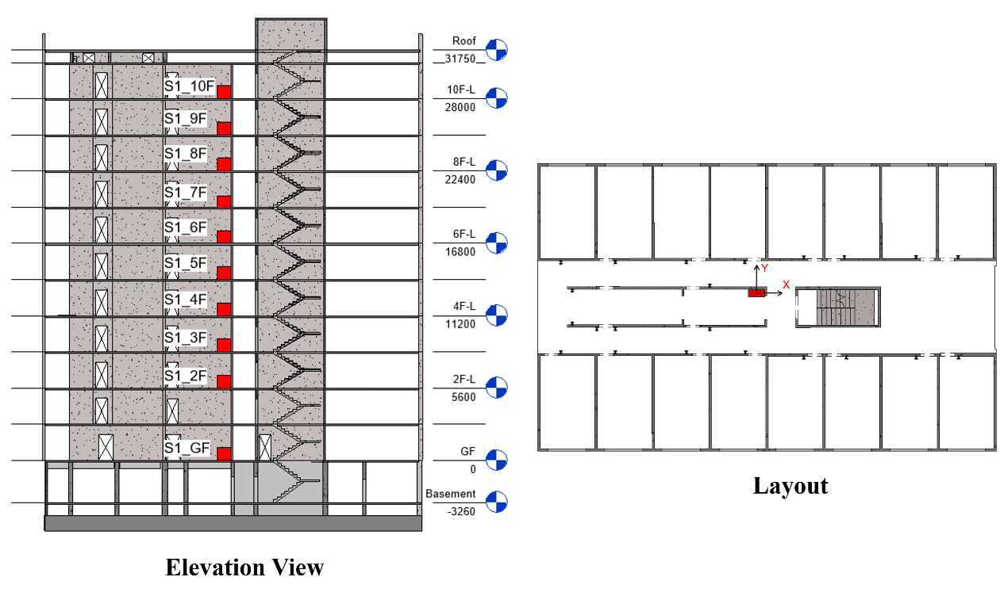 Roof
31750
S1_10F
10F-L
28000
S1_9F
S1_8F
8F-L
22400
S1_7F
S1_6F
6F-L
16800
S1_5F
S1_4F
4F-L
11200
S1_3F
S1_2F
2F-L
5600
S1_GF
GF
0
Basement
-3260
Elevation View
Y
X
Layout